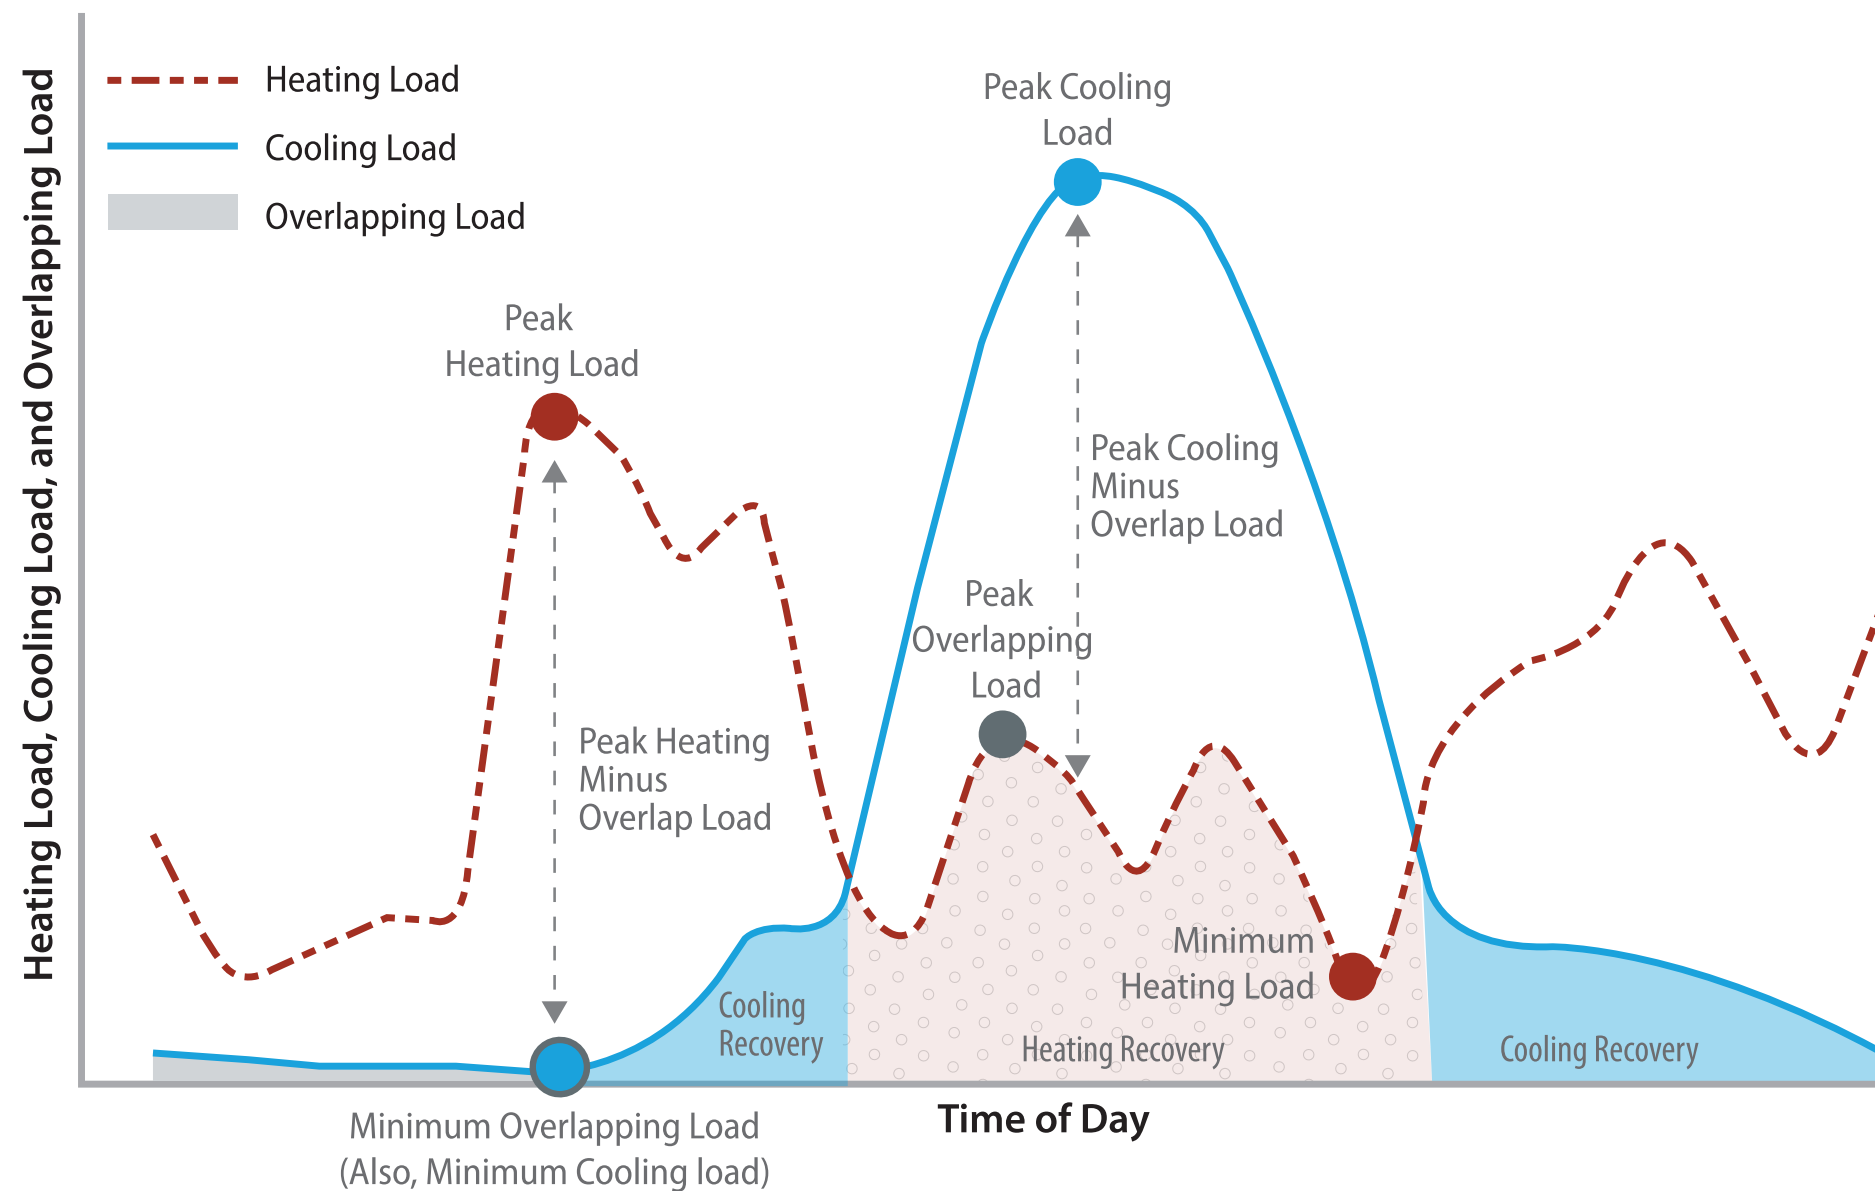 Heating Load, Cooling Load, and Overlapping Load
Heating Load
Cooling Load
Overlapping Load
Peak Cooling
Load
Peak
Heating Load
Peak Cooling
Minus
Overlap Load
Peak
Overlapping
Load
Peak Heating
Minus
Overlap Load
Minimum
Heating Load
Cooling
Recovery
Heating Recovery
Cooling Recovery
Time of Day
Minimum Overlapping Load
(Also, Minimum Cooling load)